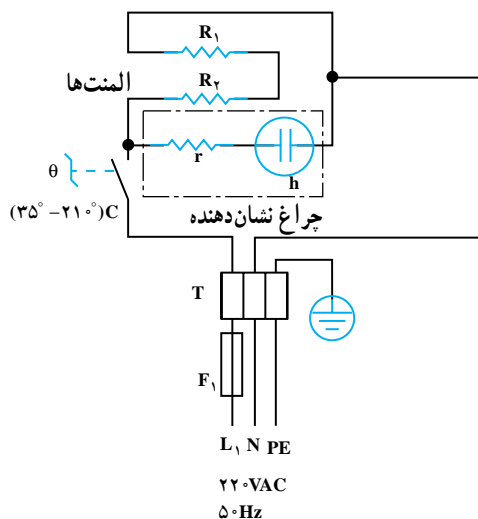 R۱
المنت‌ها
R۲
r
h
θ
(۳۵° – ۲۱۰°)C
چراغ نشان‌دهنده
T
F۱
L۱ N PE
۲۲۰VAC
۵۰Hz